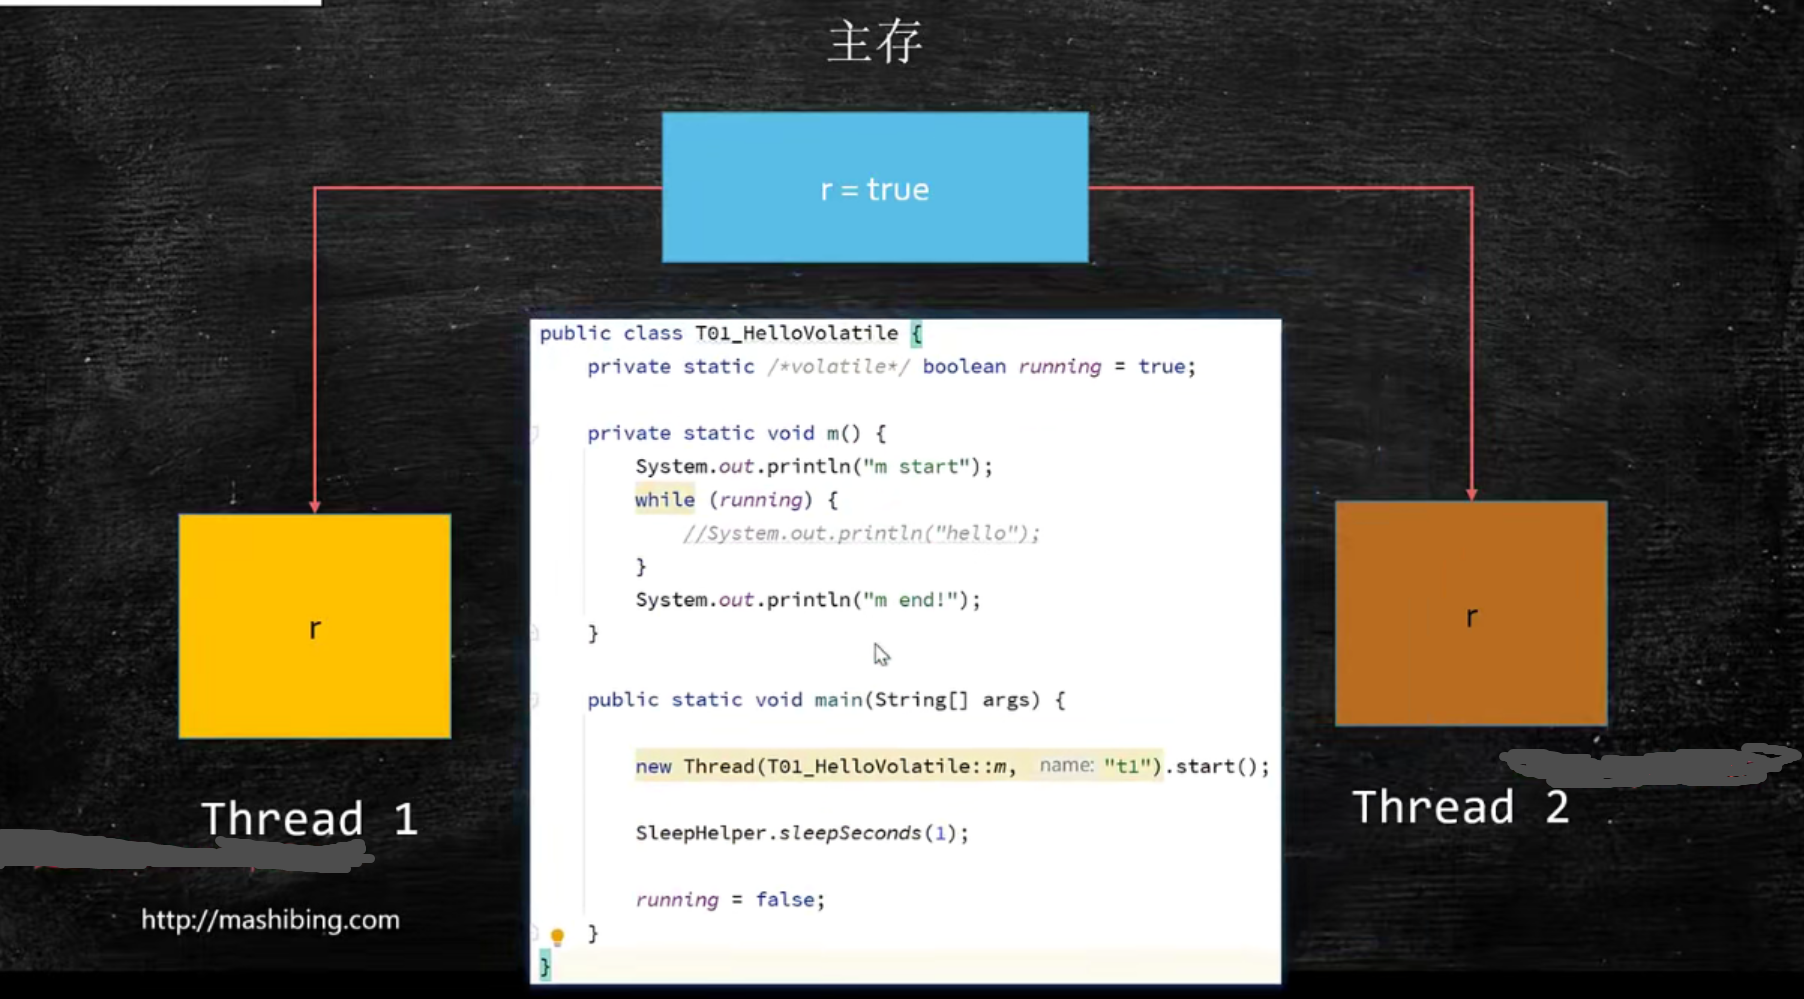 主存
r = true
public class T01_HelloVolatile {
private static /*volatile*/ boolean running = true;
private static void m() {
System.out.println("m start");
while (running) {
//System.out.println("hello");
}
System.out.println("m end!");
}
public static void main(String[] args) {
new Thread(T01_HelloVolatile::m, name: "t1").start();
SleepHelper.sleepSeconds(1);
running = false;
}
}
r
r
Thread 1
Thread 2
http://mashibing.com